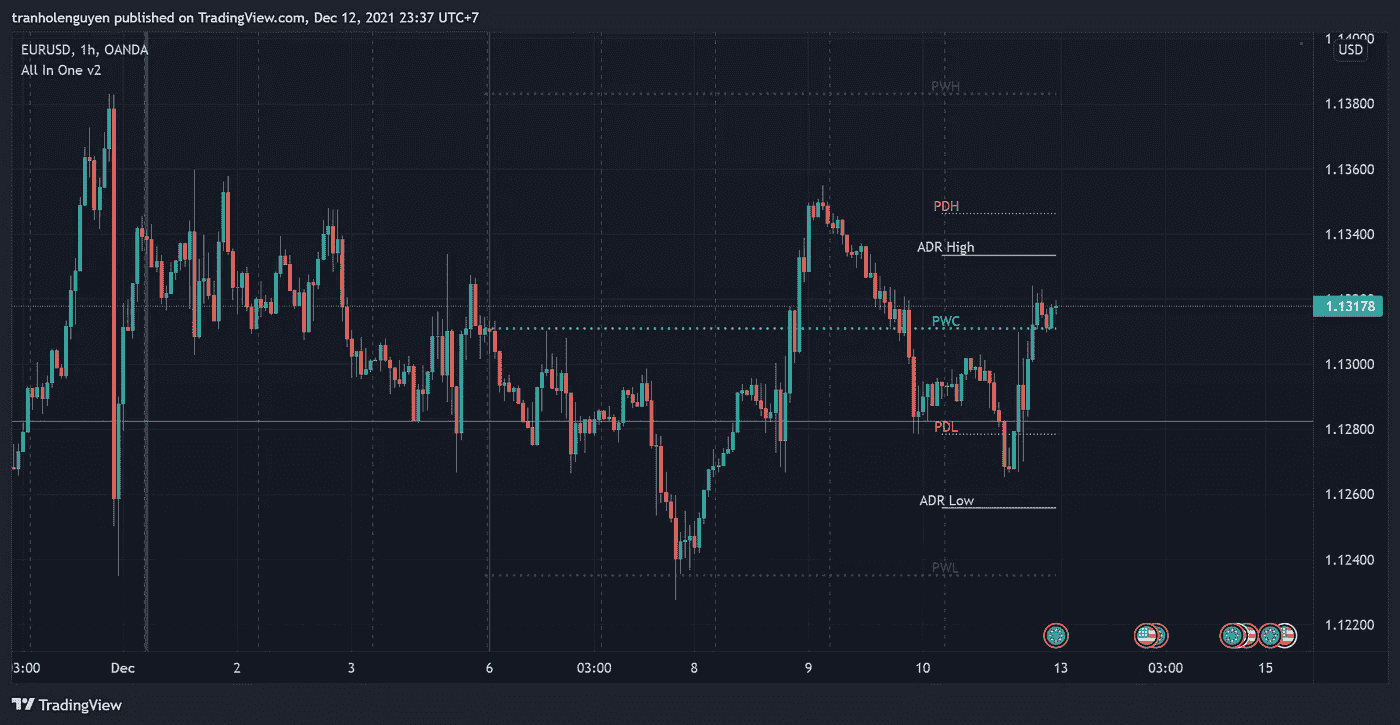 tranholenguyen published on TradingView.com, Dec 12, 2021 23:37 UTC+7
EURUSD, 1h, OANDA
All In One v2
1.14000
USD
PWH
1.13800
1.13600
PDH
1.13400
ADR High
1.13178
PWC
1.13000
PDL
1.12800
ADR Low
1.12600
1.12400
PWL
1.12200
3:00
Dec
2
3
6
03:00
8
9
10
13
03:00
15
TradingView